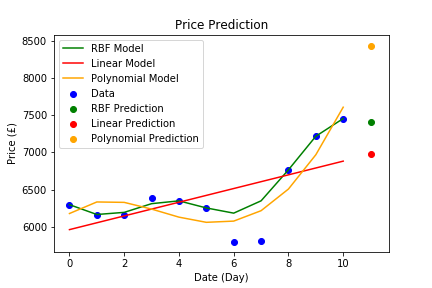 Price Prediction
RBF Model
Linear Model
Polynomial Model
Data
RBF Prediction
Linear Prediction
Polynomial Prediction
8500
8000
7500
7000
6500
6000
Price (£)
0 2 4 6 8 10
Date (Day)